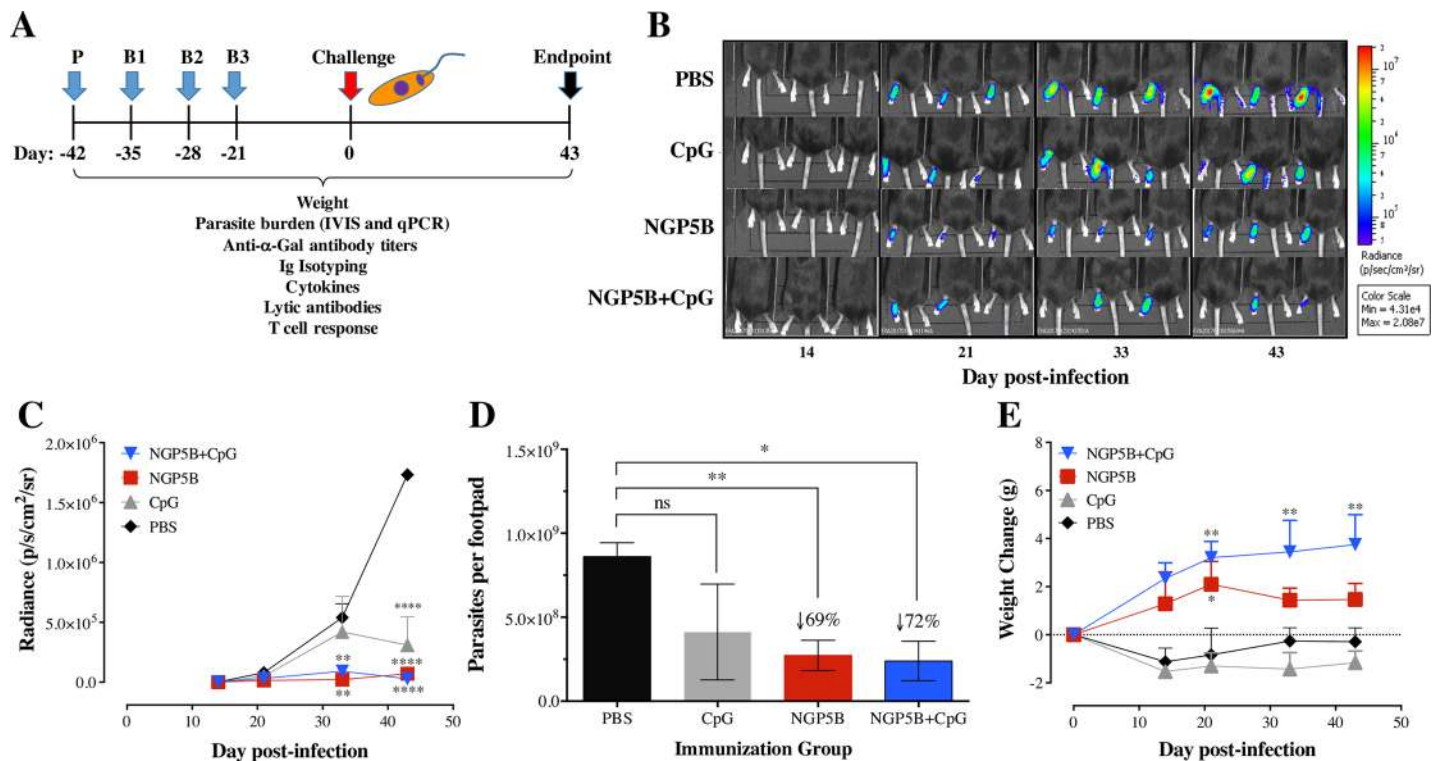 A
P B1 B2 B3 Challenge Endpoint
Day: -42 -35 -28 -21 0 43
Weight
Parasite burden (IVIS and qPCR)
Anti-α-Gal antibody titers
Ig Isotyping
Cytokines
Lytic antibodies
T cell response
B
PBS
CpG
NGP5B
NGP5B+CpG
14 21 33 43
Day post-infection
10⁷
10⁵
Radiance
(p/sec/cm²/sr)
Color Scale
Min = 4.31e4
Max = 2.08e7
C
Radiance (p/s/cm²/sr)
2.0×10⁶
1.5×10⁶
1.0×10⁶
5.0×10⁵
0.0
NGP5B+CpG
NGP5B
CpG
PBS
****
** ****
** ****
0 10 20 30 40 50
Day post-infection
D
Parasites per footpad
1.5×10⁹
1.0×10⁹
5.0×10⁸
0.0
*
**
ns
↓69% ↓72%
PBS CpG NGP5B NGP5B+CpG
Immunization Group
E
Weight Change (g)
8
6
4
2
0
-2
NGP5B+CpG
NGP5B
CpG
PBS
** ** **
*
0 10 20 30 40 50
Day post-infection